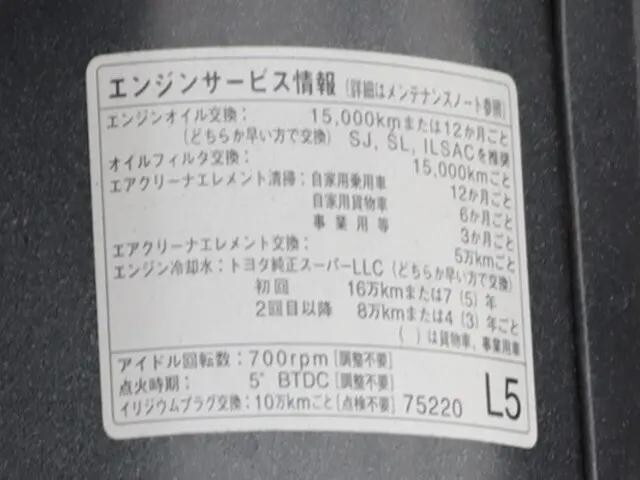 エンジンサービス情報 (詳細はメンテナンスノート参照)
エンジンオイル交換: 15,000kmまたは12か月ごと
(どちらか早い方で交換) SJ, SL, ILSACを推奨
オイルフィルタ交換: 15,000kmごと
エアクリーナエレメント清掃: 自家用乗用車 12か月ごと
自家用貨物車 6か月ごと
事業用等 3か月ごと
エアクリーナエレメント交換: 5万kmごと
エンジン冷却水: トヨタ純正スーパーLLC (どちらか早い方で交換)
初回 16万kmまたは7 (5) 年
2回目以降 8万kmまたは4 (3) 年ごと
( ) は貨物車、事業用車
アイドル回転数: 700rpm [調整不要]
点火時期: 5° BTDC [調整不要]
イリジウムプラグ交換: 10万kmごと [点検不要] 75220 L5